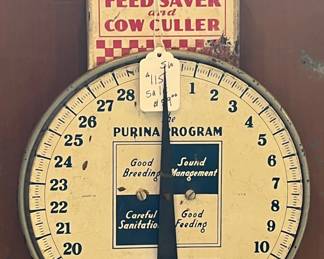 FEED SAVER
and
COW CULLER
The
PURINA PROGRAM
Good
Breeding
Sound
Management
Careful
Sanitation
Good
Feeding
28
27
26
25
24
23
22
21
20
1
2
3
4
5
6
7
8
9
10